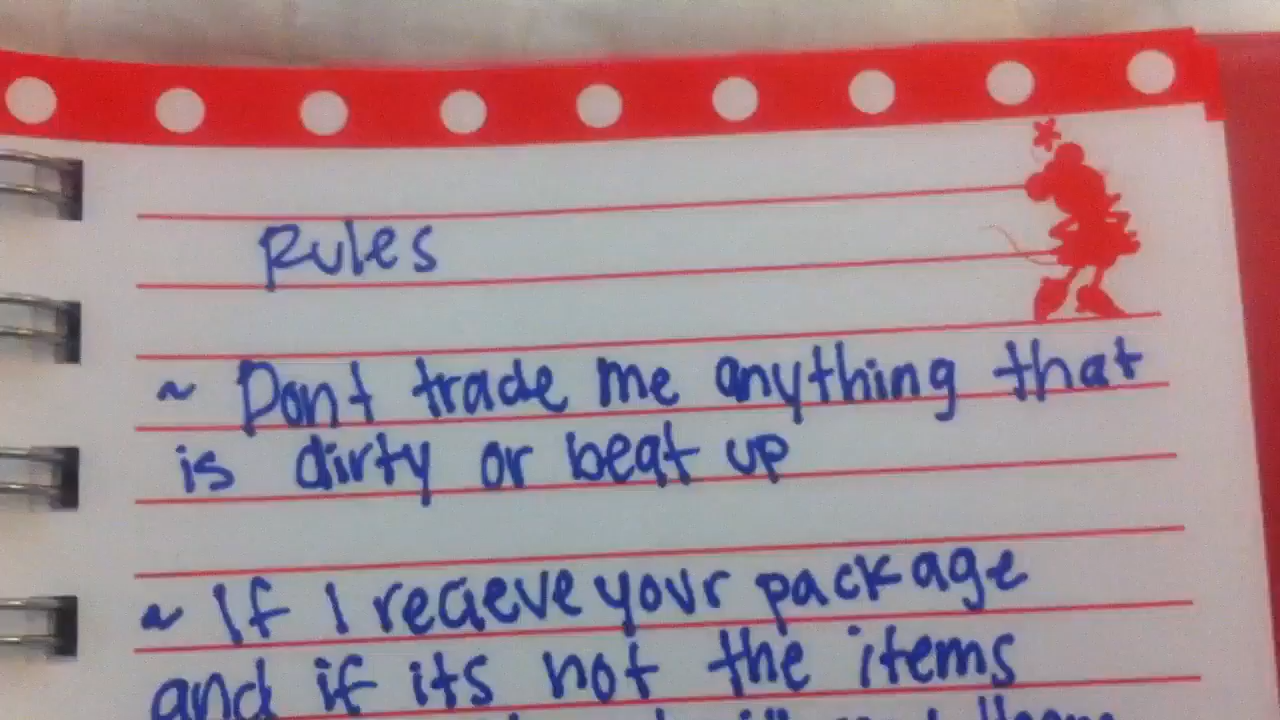 Rules
~ Dont trade me anything that
is dirty or beat up
~ If I recieve your package
and if its not the items